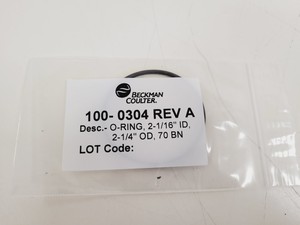 BECKMAN
COULTER.
100- 0304 REV A
Desc.- O-RING, 2-1/16" ID,
2-1/4" OD, 70 BN
LOT Code: